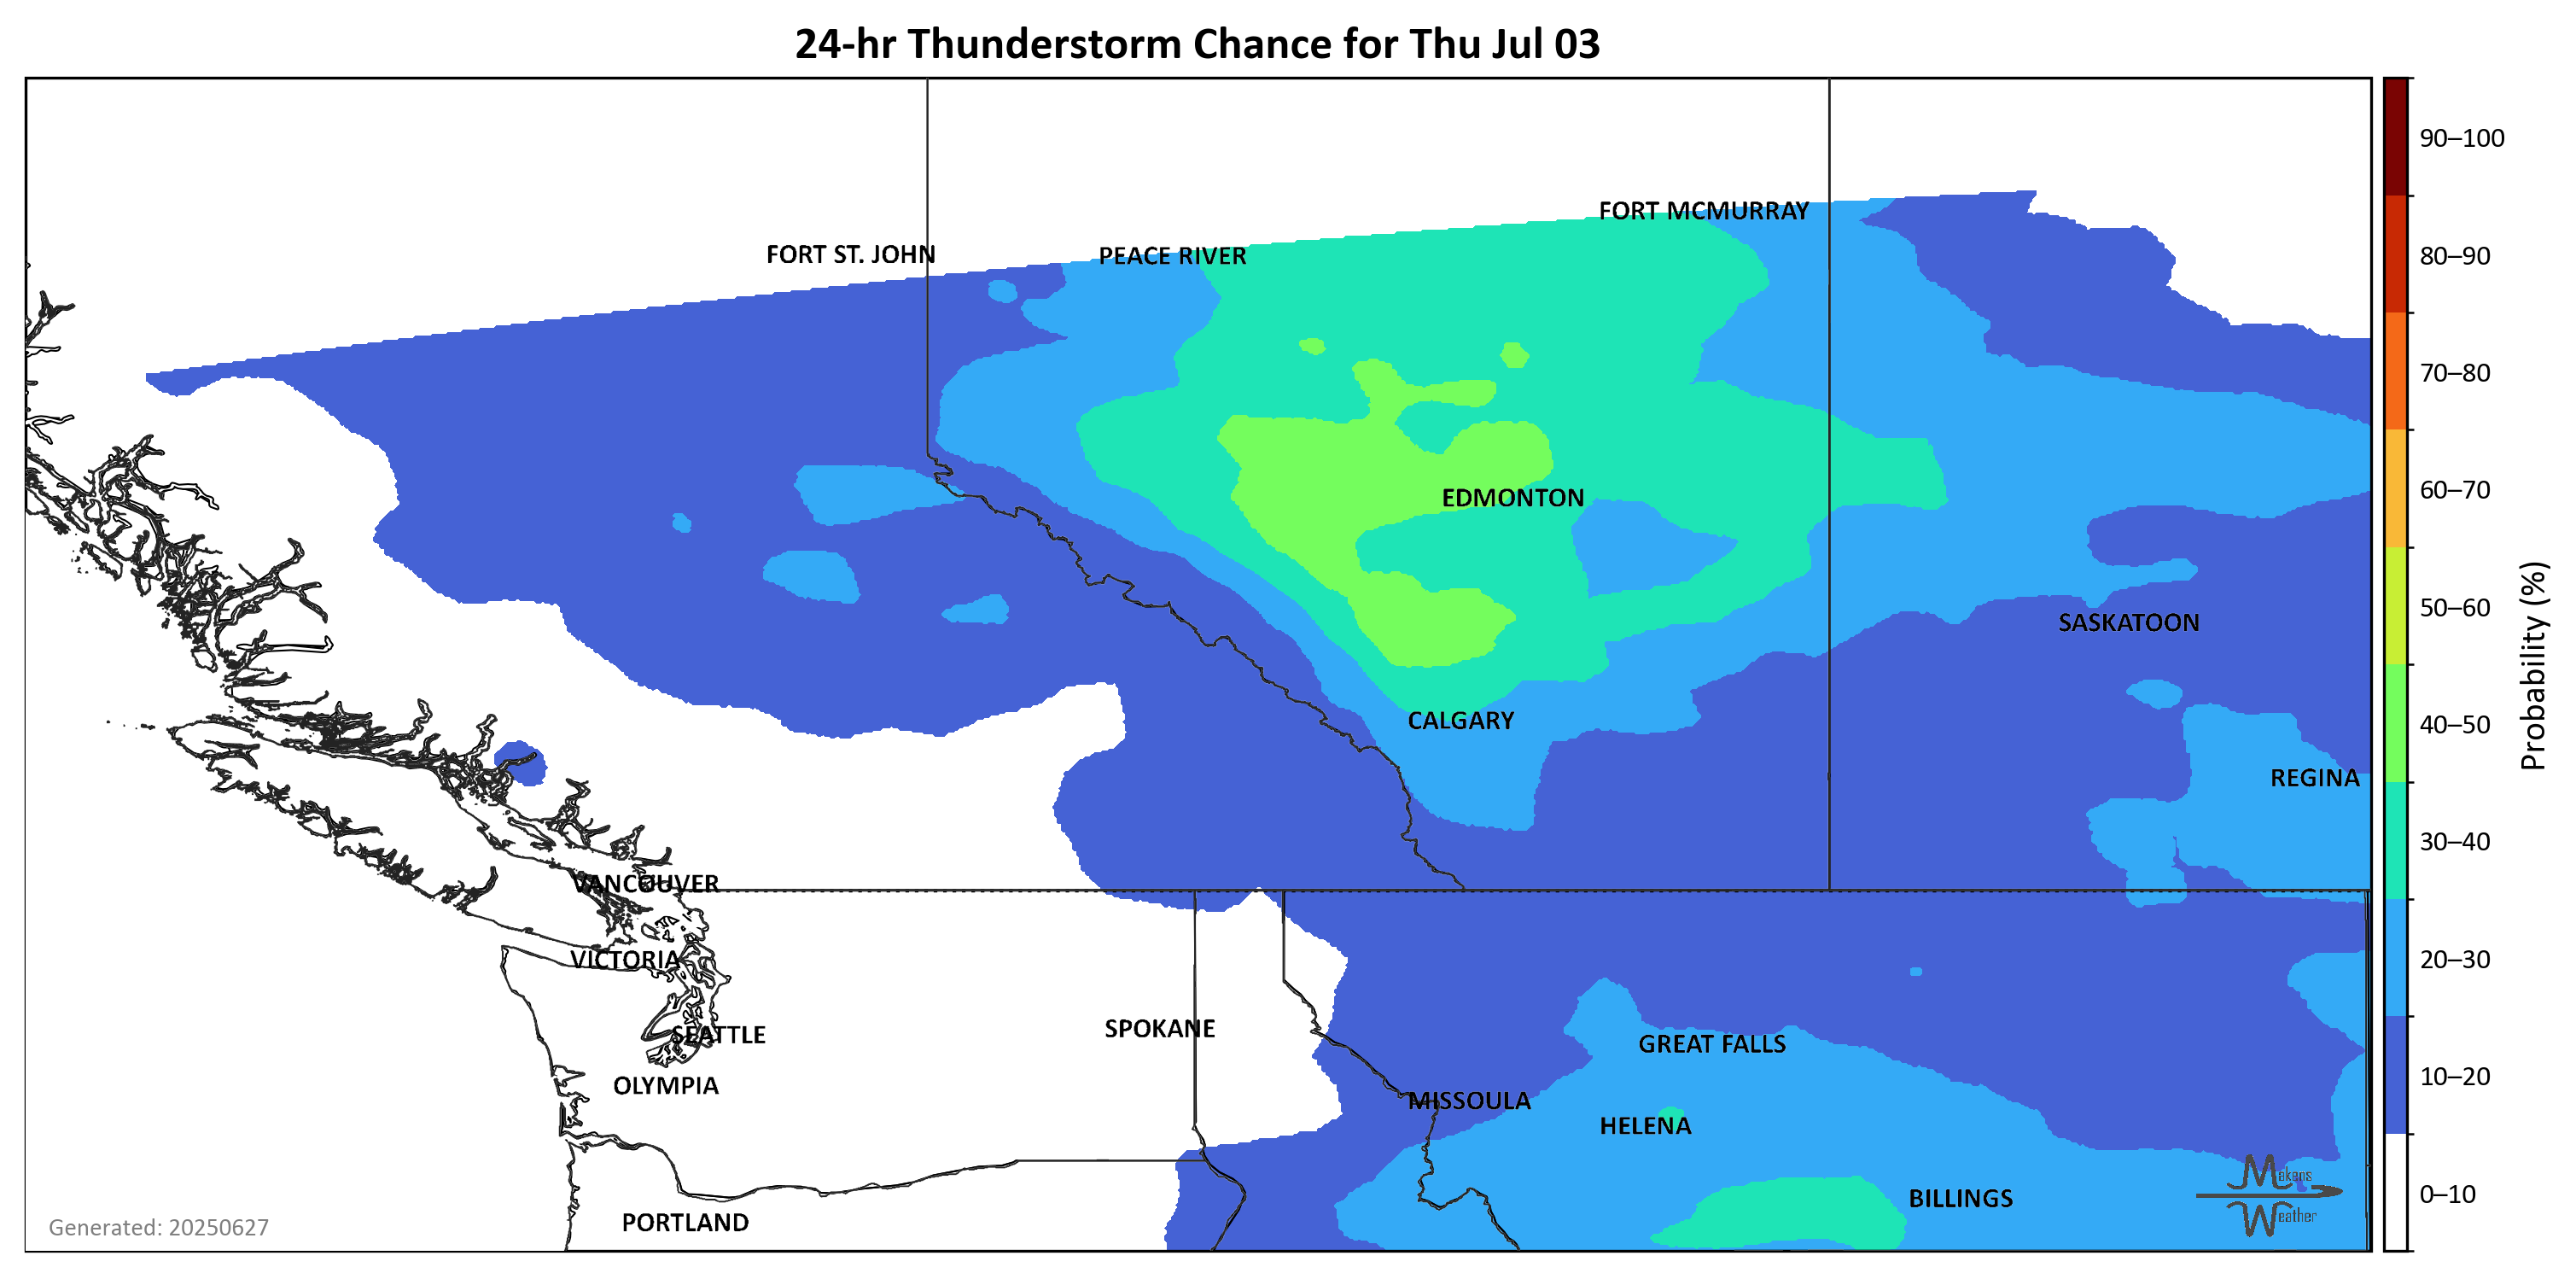 24-hr Thunderstorm Chance for Thu Jul 03
90–100
FORT MCMURRAY
FORT ST. JOHN
PEACE RIVER
80–90
70–80
60–70
EDMONTON
50–60
SASKATOON
CALGARY
40–50
Probability (%)
REGINA
30–40
VANCOUVER
VICTORIA
20–30
SPOKANE
SEATTLE
GREAT FALLS
OLYMPIA
10–20
MISSOULA
HELENA
Makens
0–10
BILLINGS
Weather
PORTLAND
Generated: 20250627